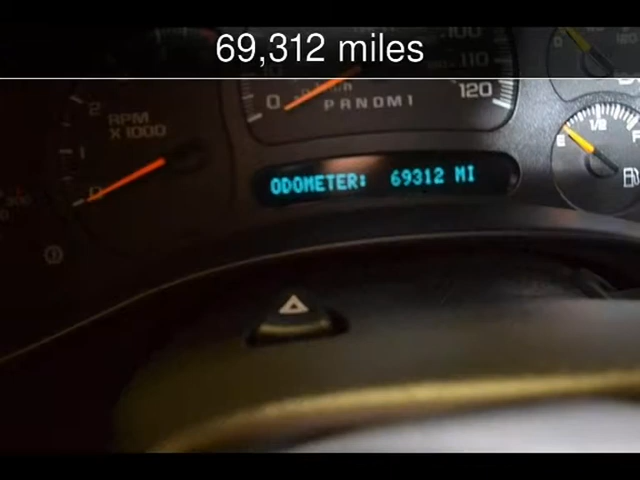 69,312 miles
100
110
120
0
PRNDM1
2
RPM
X 1000
1
0
ODOMETER: 69312 MI
E 1/2 F